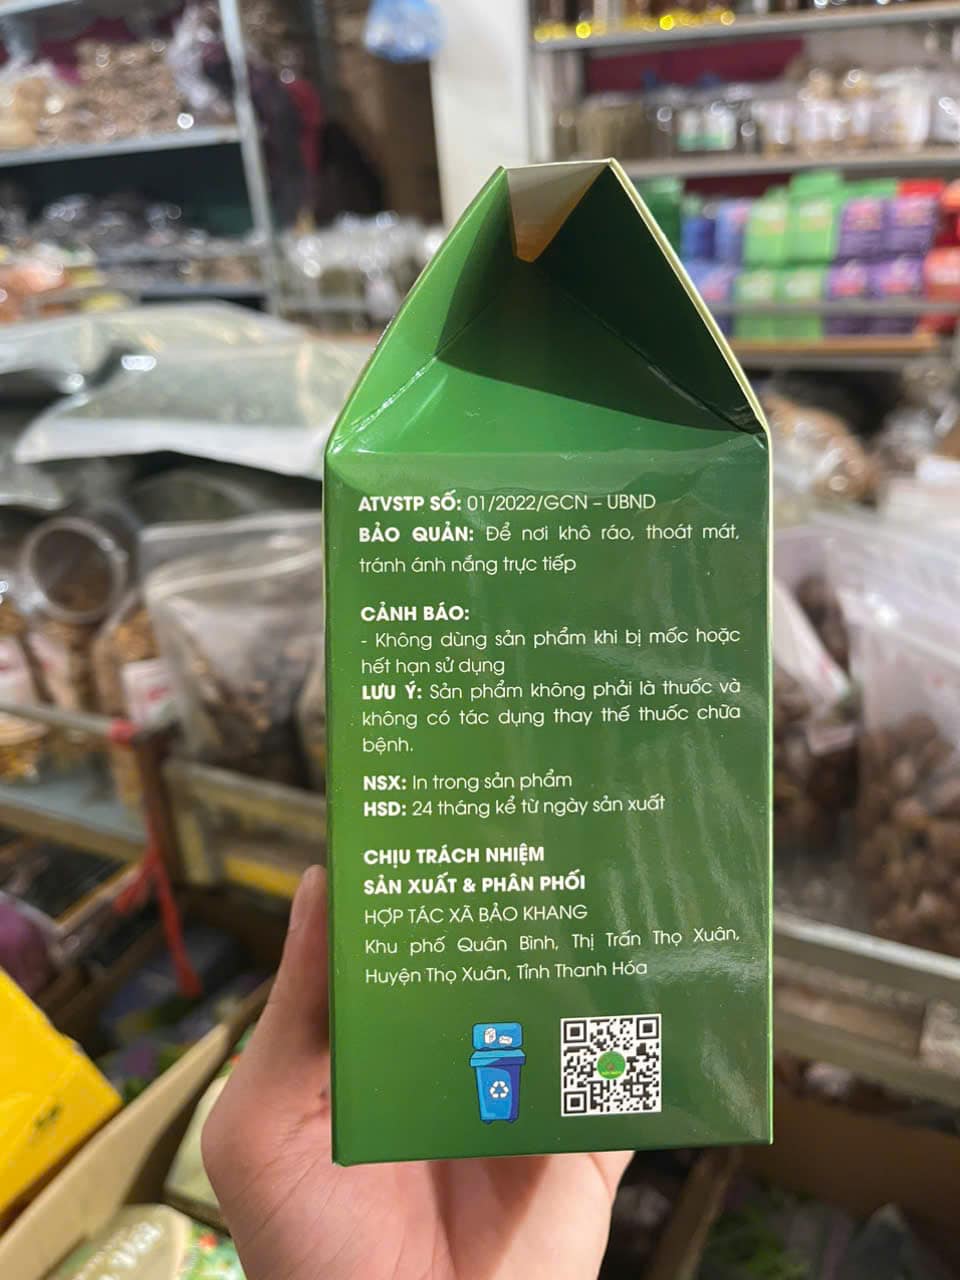 ATVSTP SỐ: 01/2022/GCN – UBND
BẢO QUẢN: Để nơi khô ráo, thoát mát,
tránh ánh nắng trực tiếp
CẢNH BÁO:
- Không dùng sản phẩm khi bị mốc hoặc
hết hạn sử dụng
LƯU Ý: Sản phẩm không phải là thuốc và
không có tác dụng thay thế thuốc chữa
bệnh.
NSX: In trong sản phẩm
HSD: 24 tháng kể từ ngày sản xuất
CHỊU TRÁCH NHIỆM
SẢN XUẤT & PHÂN PHỐI
HỢP TÁC XÃ BẢO KHANG
Khu phố Quân Bình, Thị Trấn Thọ Xuân,
Huyện Thọ Xuân, Tỉnh Thanh Hóa